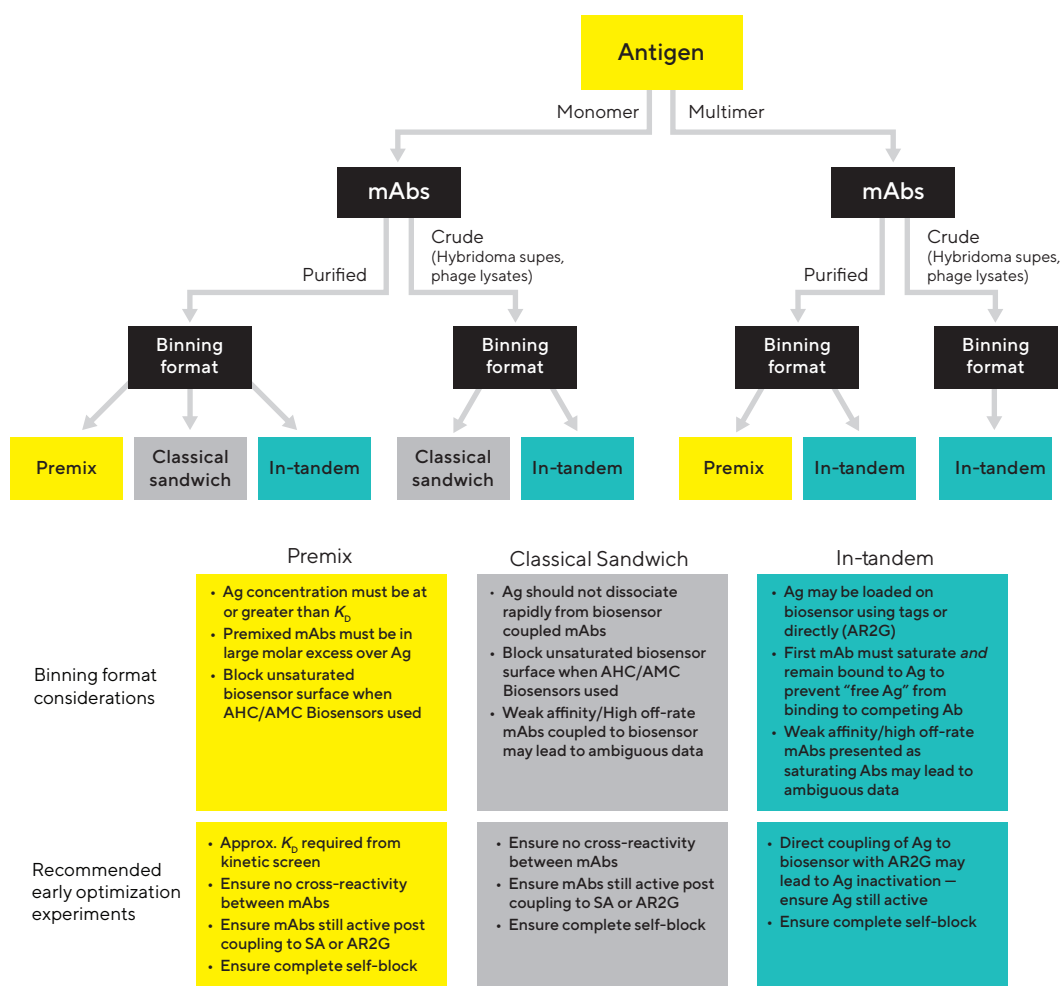 Antigen
Monomer
Multimer
mAbs
mAbs
Purified
Crude
(Hybridoma supes,
phage lysates)
Purified
Crude
(Hybridoma supes,
phage lysates)
Binning
format
Binning
format
Binning
format
Binning
format
Premix
Classical
sandwich
In-tandem
Classical
sandwich
In-tandem
Premix
In-tandem
In-tandem
Premix
Classical Sandwich
In-tandem
Binning format
considerations
• Ag concentration must be at
or greater than KD
• Premixed mAbs must be in
large molar excess over Ag
• Block unsaturated
biosensor surface when
AHC/AMC Biosensors used
• Ag should not dissociate
rapidly from biosensor
coupled mAbs
• Block unsaturated biosensor
surface when AHC/AMC
Biosensors used
• Weak affinity/High off-rate
mAbs coupled to biosensor
may lead to ambiguous data
• Ag may be loaded on
biosensor using tags or
directly (AR2G)
• First mAb must saturate and
remain bound to Ag to
prevent “free Ag” from
binding to competing Ab
• Weak affinity/high off-rate
mAbs presented as
saturating Abs may lead to
ambiguous data
Recommended
early optimization
experiments
• Approx. KD required from
kinetic screen
• Ensure no cross-reactivity
between mAbs
• Ensure mAbs still active post
coupling to SA or AR2G
• Ensure complete self-block
• Ensure no cross-reactivity
between mAbs
• Ensure mAbs still active post
coupling to SA or AR2G
• Ensure complete self-block
• Direct coupling of Ag to
biosensor with AR2G may
lead to Ag inactivation —
ensure Ag still active
• Ensure complete self-block